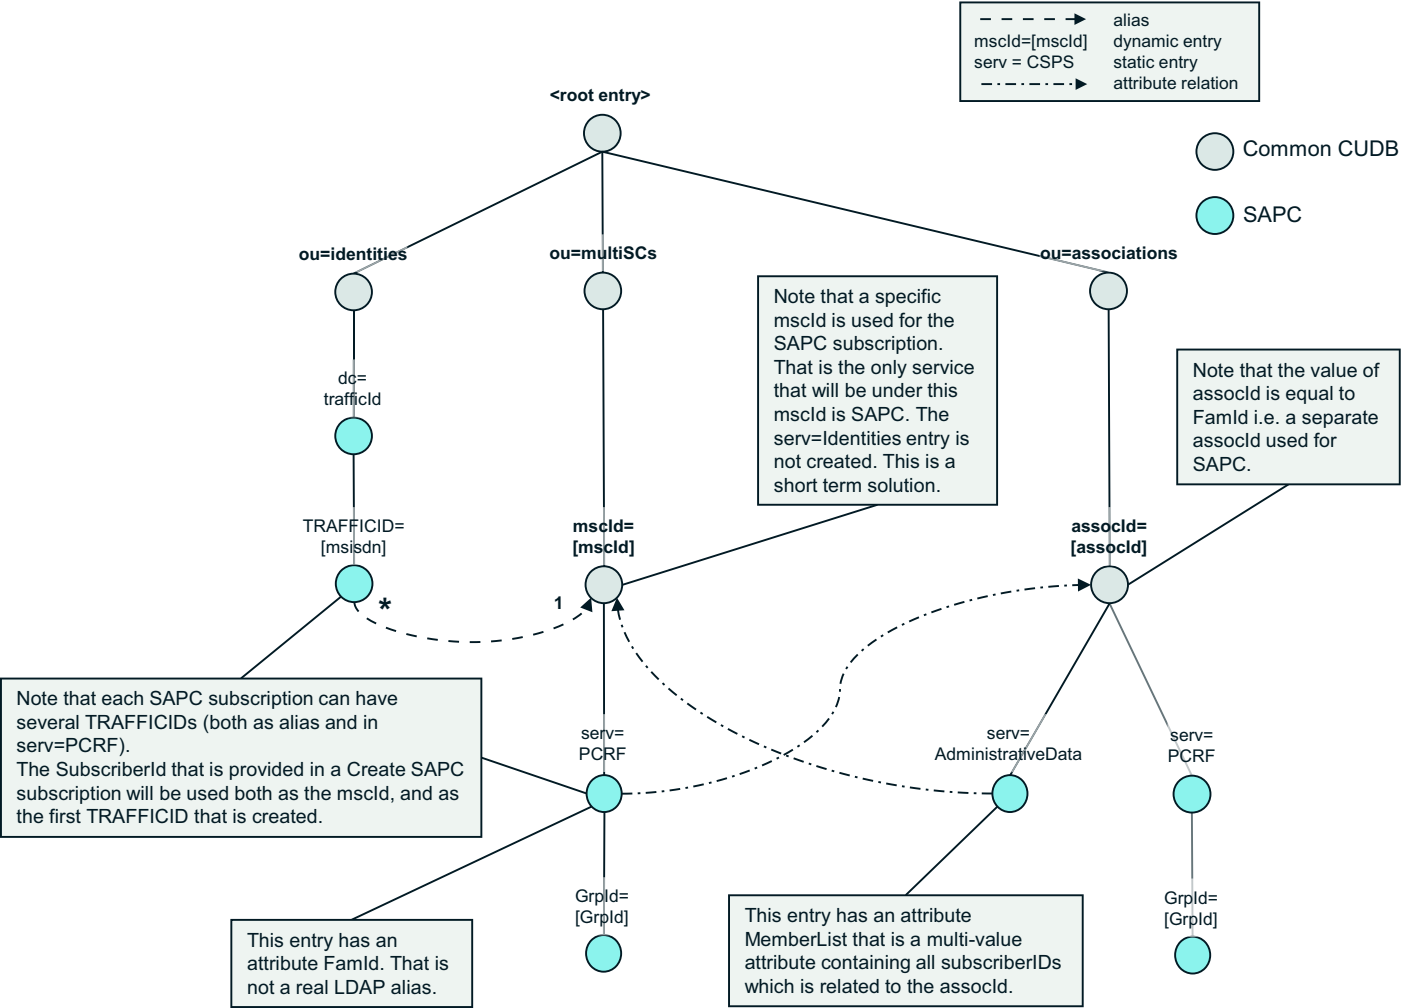 alias
mscId=[mscId] dynamic entry
serv = CSPS static entry
attribute relation
<root entry>
Common CUDB
SAPC
ou=identities
ou=multiSCs
ou=associations
Note that a specific
mscId is used for the
SAPC subscription.
That is the only service
that will be under this
mscId is SAPC. The
serv=Identities entry is
not created. This is a
short term solution.
Note that the value of
assocId is equal to
FamId i.e. a separate
assocId used for
SAPC.
dc=
trafficId
TRAFFICID=
[msisdn]
mscId=
[mscId]
assocId=
[assocId]
*
1
Note that each SAPC subscription can have
several TRAFFICIDs (both as alias and in
serv=PCRF).
The SubscriberId that is provided in a Create SAPC
subscription will be used both as the mscId, and as
the first TRAFFICID that is created.
serv=
PCRF
serv=
AdministrativeData
serv=
PCRF
GrpId=
[GrpId]
GrpId=
[GrpId]
This entry has an
attribute FamId. That is
not a real LDAP alias.
This entry has an attribute
MemberList that is a multi-value
attribute containing all subscriberIDs
which is related to the assocId.